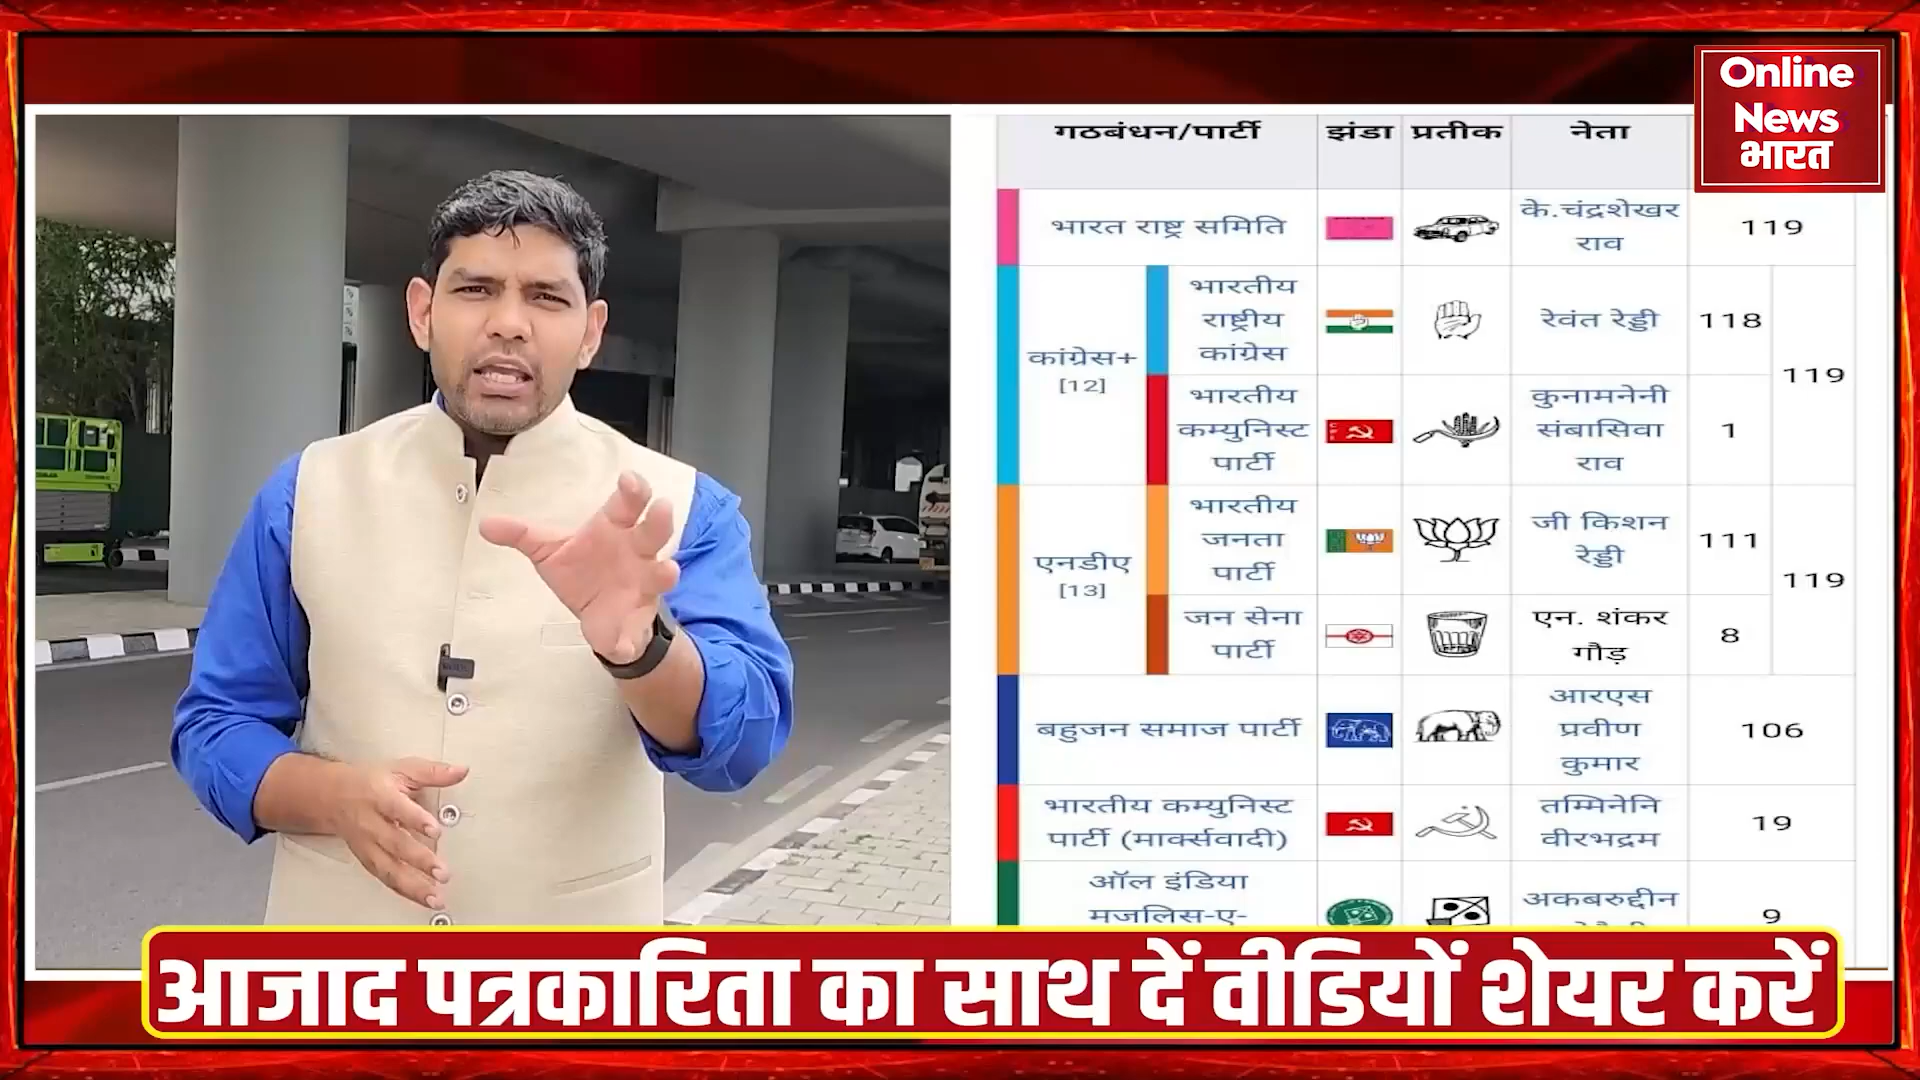 Online
News
भारत
गठबंधन/पार्टी झंडा प्रतीक नेता
भारत राष्ट्र समिति के.चंद्रशेखर राव 119
कांग्रेस+
[12]
भारतीय
राष्ट्रीय
कांग्रेस
रेवंत रेड्डी 118
119
भारतीय
कम्युनिस्ट
पार्टी
कुनामनेनी
संबासिवा
राव
1
एनडीए
[13]
भारतीय
जनता
पार्टी
जी किशन
रेड्डी
111
119
जन सेना
पार्टी
एन. शंकर
गौड़
8
बहुजन समाज पार्टी
आरएस
प्रवीण
कुमार
106
भारतीय कम्युनिस्ट
पार्टी (मार्क्सवादी)
तम्मिनेनि
वीरभद्रम
19
ऑल इंडिया
मजलिस-ए-
अकबरुद्दीन
9
आजाद पत्रकारिता का साथ दें वीडियों शेयर करें